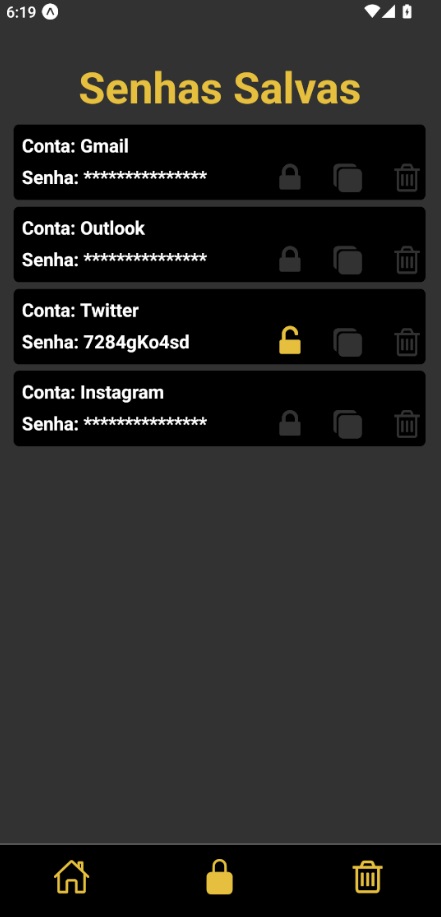 6:19
Senhas Salvas
Conta: Gmail
Senha: ***************
Conta: Outlook
Senha: ***************
Conta: Twitter
Senha: 7284gKo4sd
Conta: Instagram
Senha: ***************